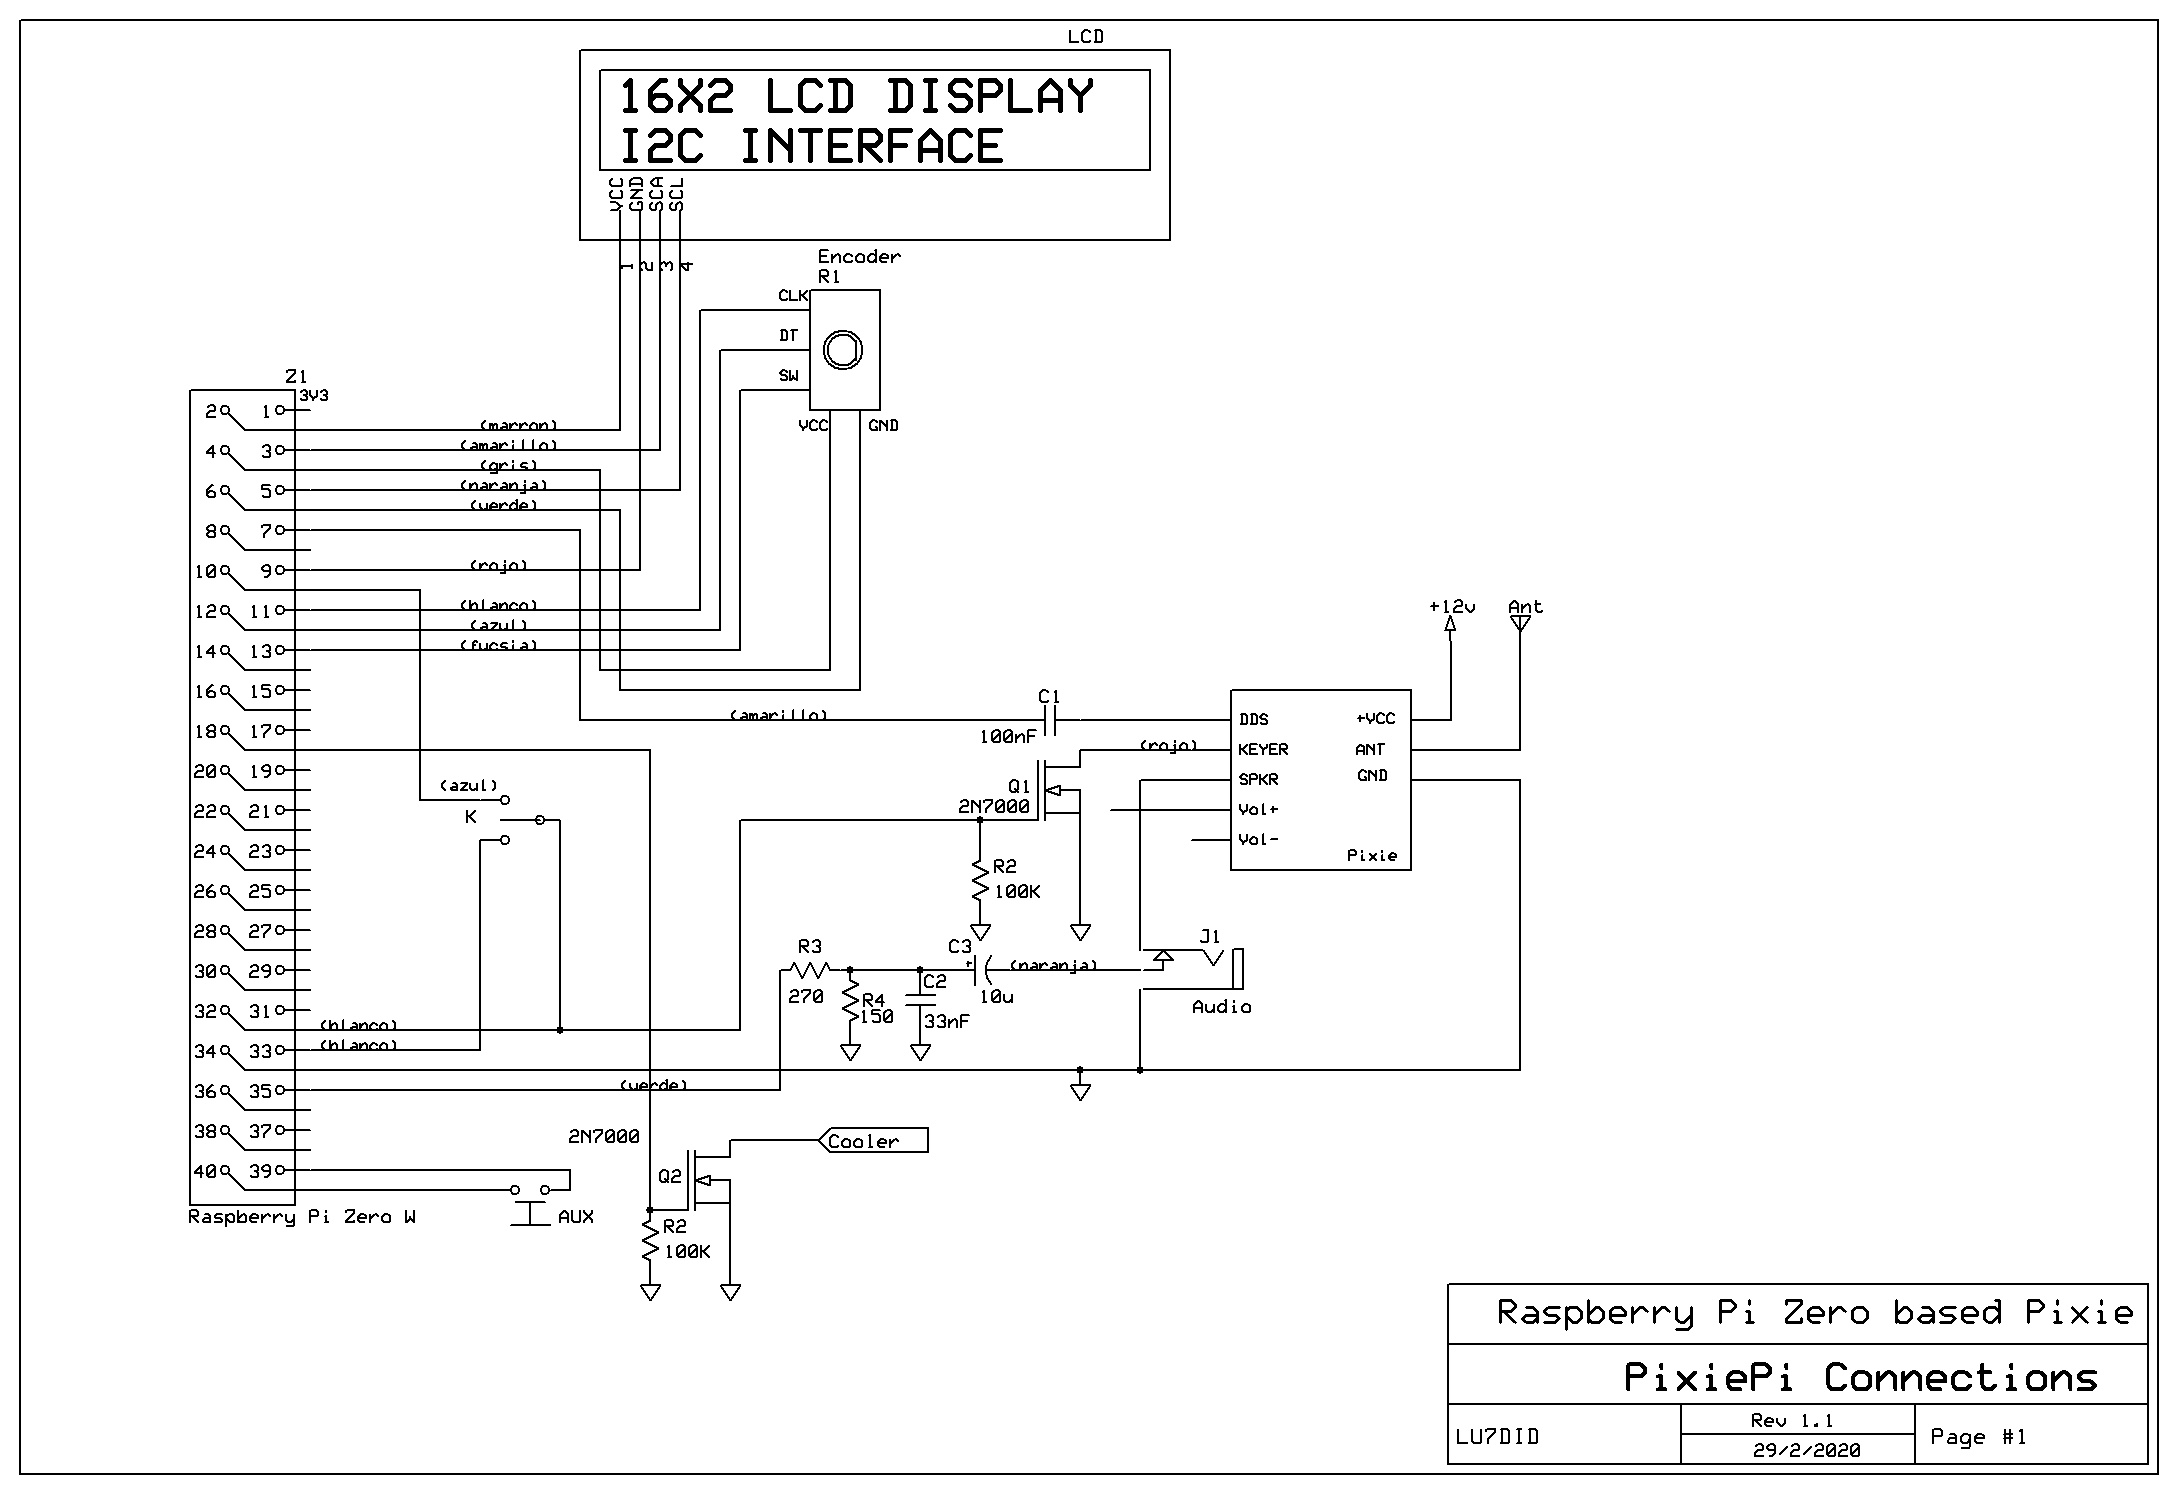 LCD
16X2 LCD DISPLAY
I2C INTERFACE
VCC
GND
SCA
SCL
1
2
3
4
Encoder
R1
CLK
DT
SW
VCC
GND
Z1
3V3
2 1
4 3
6 5
8 7
10 9
12 11
14 13
16 15
18 17
20 19
22 21
24 23
26 25
28 27
30 29
32 31
34 33
36 35
38 37
40 39
Raspberry Pi Zero W
(marron)
(amarillo)
(gris)
(naranja)
(verde)
(rojo)
(blanco)
(azul)
(fucsia)
(amarillo)
C1
100nF
+12v
Ant
DDS
KEYER
SPKR
Vol+
Vol-
+VCC
ANT
GND
Pixie
(rojo)
Q1
2N7000
(azul)
K
R2
100K
R3
270
R4
150
C3
+
10u
C2
33nF
(naranja)
J1
Audio
(blanco)
(blanco)
(verde)
2N7000
Q2
Cooler
R2
100K
AUX
Raspberry Pi Zero based Pixie
PixiePi Connections
LU7DID
Rev 1.1
29/2/2020
Page #1